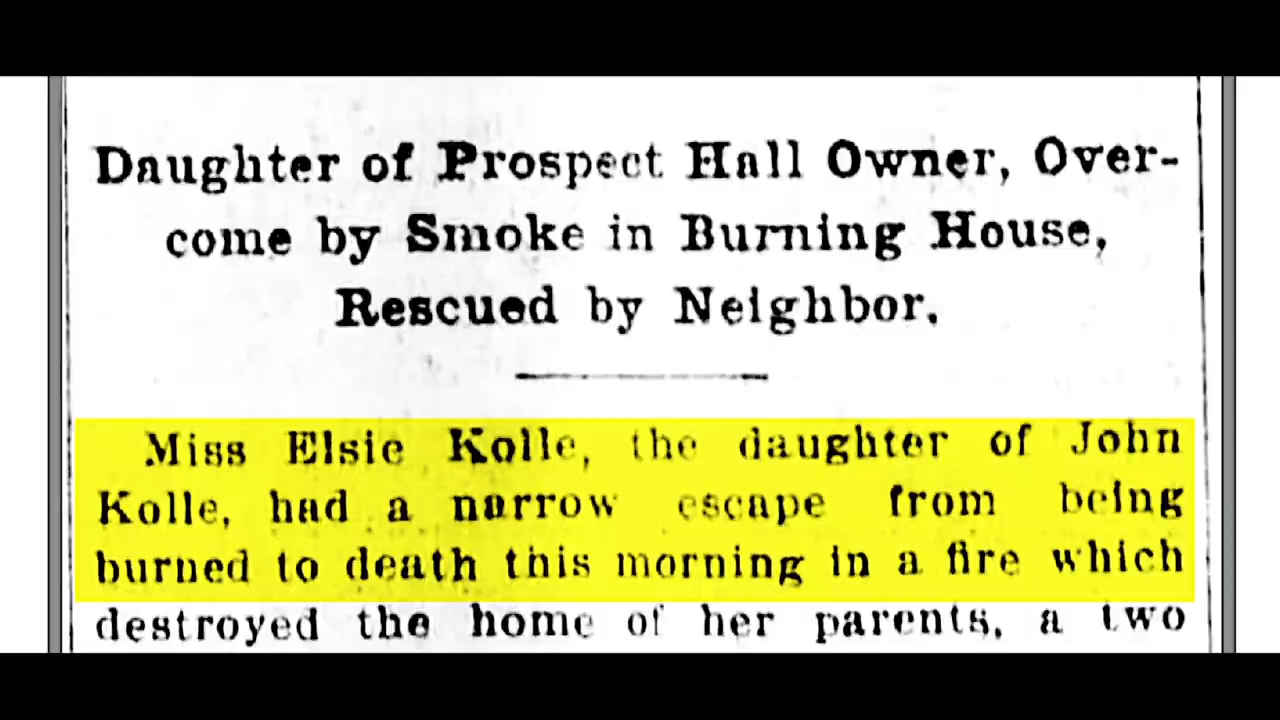 Daughter of Prospect Hall Owner, Over-
come by Smoke in Burning House,
Rescued by Neighbor.
Miss Elsie Kolle, the daughter of John
Kolle, had a narrow escape from being
burned to death this morning in a fire which
destroyed the home of her parents, a two